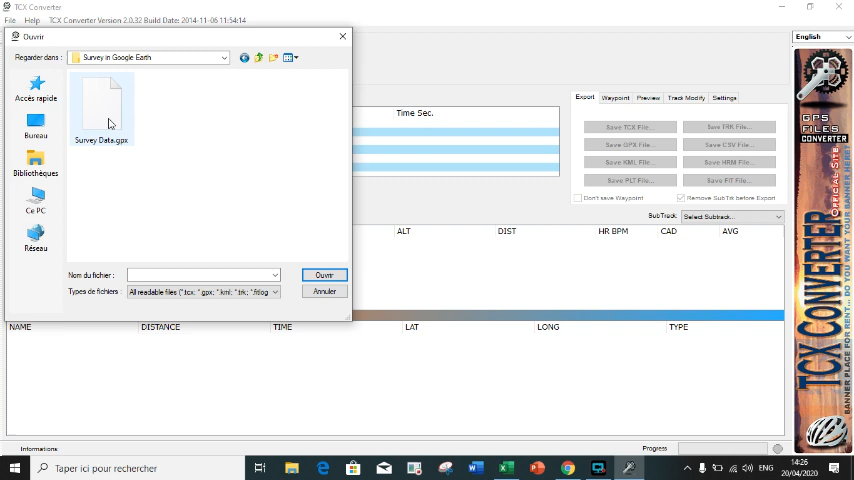 TCX Converter
File Help TCX Converter Version 2.0.32 Build Date: 2014-11-06 11:54:14
English
Ouvrir
Regarder dans : Survey in Google Earth
Accès rapide
Bureau
Bibliothèques
Ce PC
Réseau
Survey Data.gpx
Nom du fichier :
Ouvrir
Types de fichiers : All readable files (*.tcx; *.gpx; *.kml; *.trk; *.fitlog
Annuler
Time Sec.
Export Waypoint Preview Track Modify Settings
Save TCX File... Save TRK File...
Save GPX File... Save CSV File...
Save KML File... Save HRM File...
Save PLT File... Save FIT File...
Don't save Waypoint Remove SubTrk before Export
SubTrack: Select Subtrack...
ALT DIST HR BPM CAD AVG
NAME DISTANCE TIME LAT LONG TYPE
Informations: Progress
GPS
FILES
CONVERTER
TCX CONVERTER OFFICIAL SITE
BANNER PLACE FOR RENT... DO YOU WANT YOUR BANNER HERE?
Taper ici pour rechercher
ENG
14:26
20/04/2020